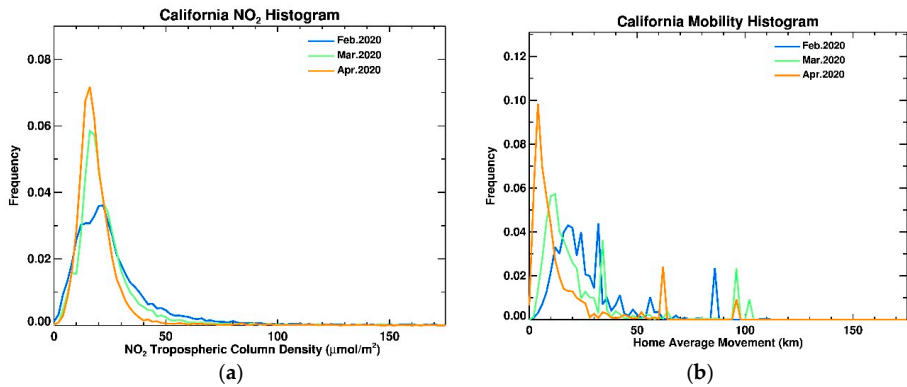 California NO₂ Histogram
Feb.2020
Mar.2020
Apr.2020
0.08
0.06
0.04
0.02
0.00
Frequency
0
50
100
150
NO₂ Tropospheric Column Density (μmol/m²)
(a)
California Mobility Histogram
Feb.2020
Mar.2020
Apr.2020
0.12
0.10
0.08
0.06
0.04
0.02
0.00
Frequency
0
50
100
150
Home Average Movement (km)
(b)